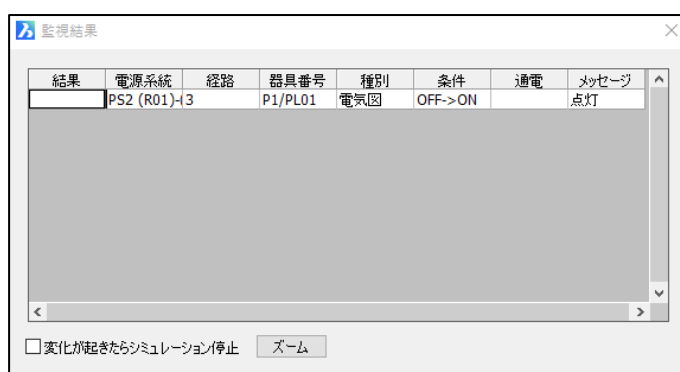 監視結果
結果 電源系統 経路 器具番号 種別 条件 通電 メッセージ
PS2 (R01)-( 3 P1/PL01 電気図 OFF->ON 点灯
変化が起きたらシミュレーション停止 ズーム